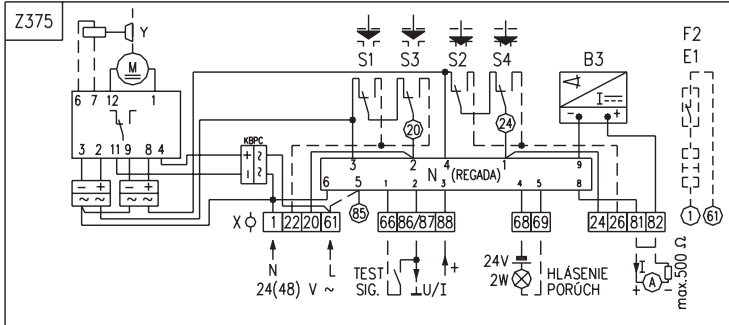 Z375
Y
M
6 7 12 1
3 2 11 9 8 4
- +
~
- +
~
KBPC
+ ~
- ~
S1 S3 S2 S4
20
24
B3
I
- +
F2
E1
3 2 4 1 9
N (REGADA)
6 5 1 2 3 4 5 8
85
X
1 22 20 61 66 86/87 88 68 69 24 26 81 82
1
61
N
L
24(48) V ~
TEST
SIG.
U/I
+
24V
2W
HLÁSENIE
PORÚCH
I
+ A -
max.500 Ω